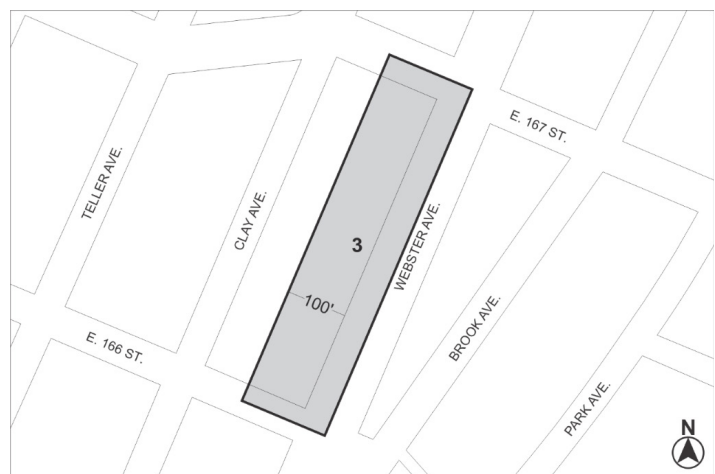 E. 167 ST.
TELLER AVE.
CLAY AVE.
3
WEBSTER AVE.
100'
E. 166 ST.
BROOK AVE.
PARK AVE.
N